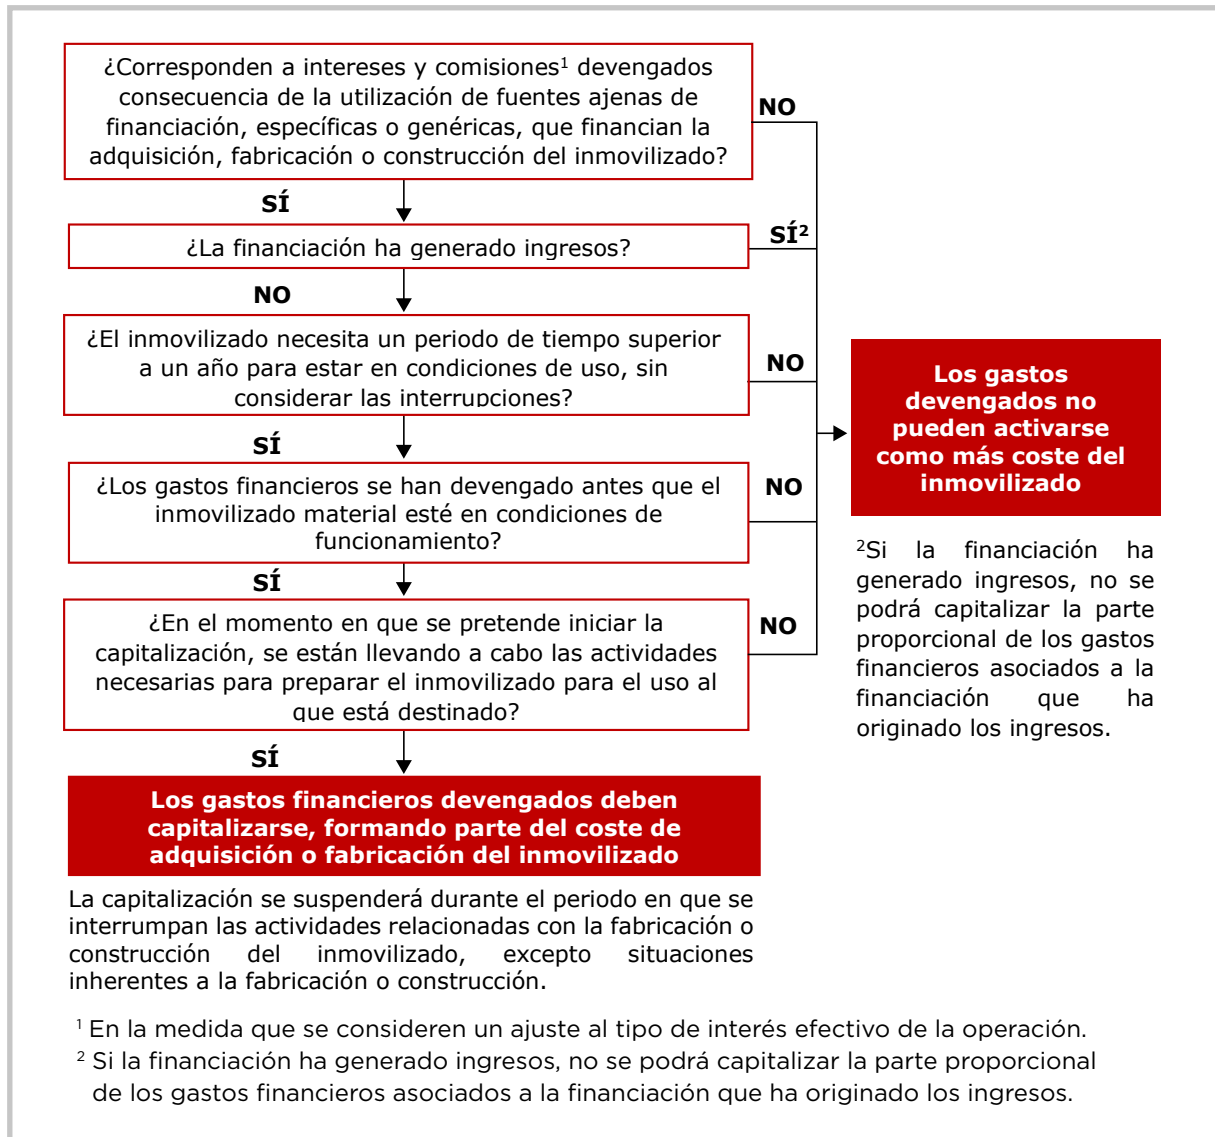 ¿Corresponden a intereses y comisiones¹ devengados
consecuencia de la utilización de fuentes ajenas de
financiación, específicas o genéricas, que financian la
adquisición, fabricación o construcción del inmovilizado?
NO
SÍ
¿La financiación ha generado ingresos?
SÍ²
NO
¿El inmovilizado necesita un periodo de tiempo superior
a un año para estar en condiciones de uso, sin
considerar las interrupciones?
NO
SÍ
¿Los gastos financieros se han devengado antes que el
inmovilizado material esté en condiciones de
funcionamiento?
NO
SÍ
¿En el momento en que se pretende iniciar la
capitalización, se están llevando a cabo las actividades
necesarias para preparar el inmovilizado para el uso al
que está destinado?
NO
SÍ
Los gastos
devengados no
pueden activarse
como más coste del
inmovilizado
²Si la financiación ha
generado ingresos, no se
podrá capitalizar la parte
proporcional de los gastos
financieros asociados a la
financiación que ha
originado los ingresos.
Los gastos financieros devengados deben
capitalizarse, formando parte del coste de
adquisición o fabricación del inmovilizado
La capitalización se suspenderá durante el periodo en que se
interrumpan las actividades relacionadas con la fabricación o
construcción del inmovilizado, excepto situaciones
inherentes a la fabricación o construcción.
¹ En la medida que se consideren un ajuste al tipo de interés efectivo de la operación.
² Si la financiación ha generado ingresos, no se podrá capitalizar la parte proporcional
de los gastos financieros asociados a la financiación que ha originado los ingresos.